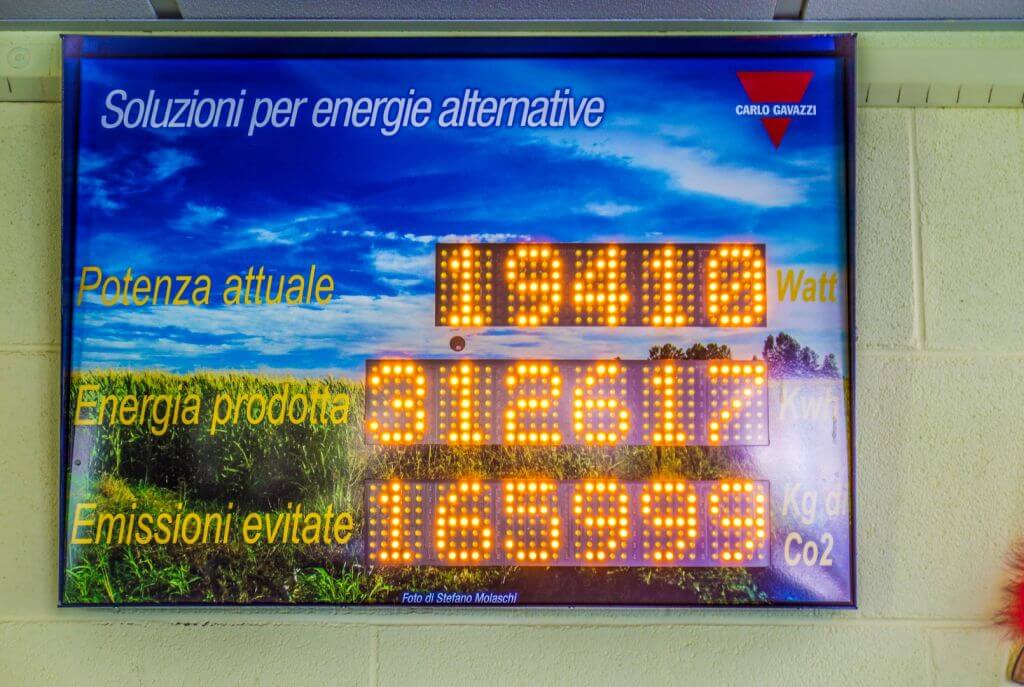 Soluzioni per energie alternative
CARLO GAVAZZI
Potenza attuale 19410 Watt
Energia prodotta 312617 Kwh
Emissioni evitate 165999 Kg di Co2
Foto di Stefano Molaschi